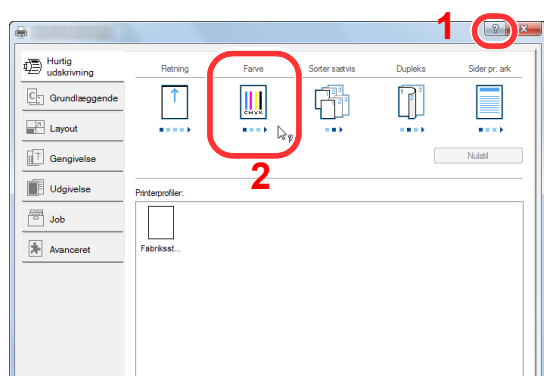 1
?
Hurtig
udskrivning
Grundlæggende
Layout
Gengivelse
Udgivelse
Job
Avanceret
Retning Farve Sorter sætvis Dupleks Sider pr. ark
CMYK
2
Nulstil
Printerprofiler:
Fabriksst...